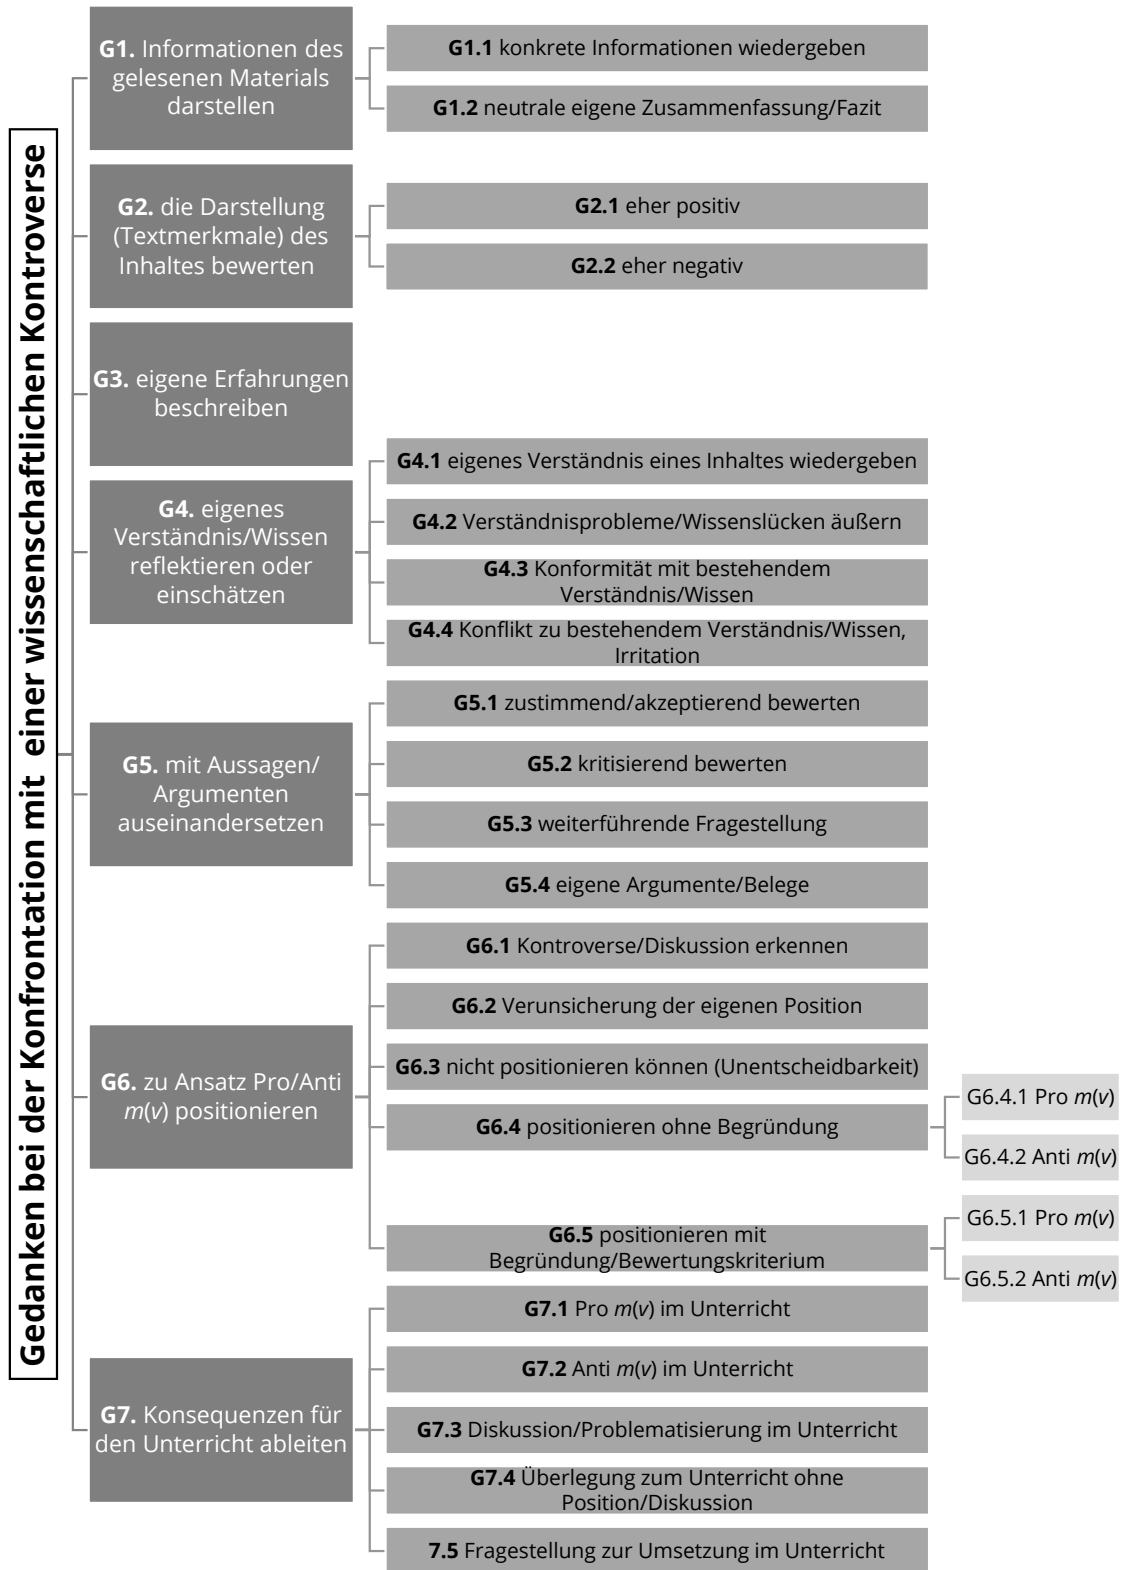 Gedanken bei der Konfrontation mit einer wissenschaftlichen Kontroverse
G1. Informationen des
gelesenen Materials
darstellen
G1.1 konkrete Informationen wiedergeben
G1.2 neutrale eigene Zusammenfassung/Fazit
G2. die Darstellung
(Textmerkmale) des
Inhaltes bewerten
G2.1 eher positiv
G2.2 eher negativ
G3. eigene Erfahrungen
beschreiben
G4. eigenes
Verständnis/Wissen
reflektieren oder
einschätzen
G4.1 eigenes Verständnis eines Inhaltes wiedergeben
G4.2 Verständnisprobleme/Wissenslücken äußern
G4.3 Konformität mit bestehendem
Verständnis/Wissen
G4.4 Konflikt zu bestehendem Verständnis/Wissen,
Irritation
G5. mit Aussagen/
Argumenten
auseinandersetzen
G5.1 zustimmend/akzeptierend bewerten
G5.2 kritisierend bewerten
G5.3 weiterführende Fragestellung
G5.4 eigene Argumente/Belege
G6. zu Ansatz Pro/Anti
m(v) positionieren
G6.1 Kontroverse/Diskussion erkennen
G6.2 Verunsicherung der eigenen Position
G6.3 nicht positionieren können (Unentscheidbarkeit)
G6.4 positionieren ohne Begründung
G6.4.1 Pro m(v)
G6.4.2 Anti m(v)
G6.5 positionieren mit
Begründung/Bewertungskriterium
G6.5.1 Pro m(v)
G6.5.2 Anti m(v)
G7. Konsequenzen für
den Unterricht ableiten
G7.1 Pro m(v) im Unterricht
G7.2 Anti m(v) im Unterricht
G7.3 Diskussion/Problematisierung im Unterricht
G7.4 Überlegung zum Unterricht ohne
Position/Diskussion
7.5 Fragestellung zur Umsetzung im Unterricht